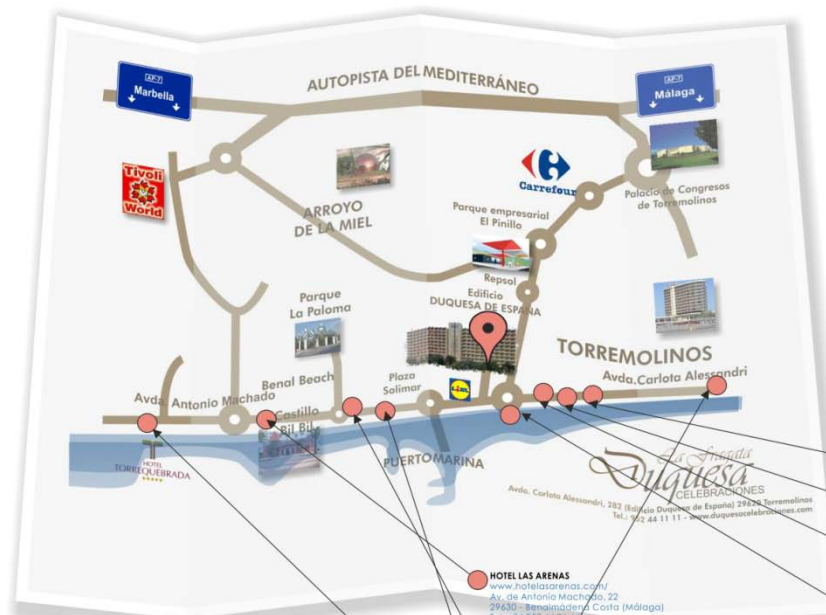 AUTOPISTA DEL MEDITERRÁNEO
AP-7
Marbella
AP-7
Málaga
Tivoli
World
ARROYO
DE LA MIEL
Carrefour
Palacio de Congresos
de Torremolinos
Parque empresarial
El Pinillo
Repsol
Edificio
DUQUESA DE ESPAÑA
Parque
La Paloma
TORREMOLINOS
Avda. Carlota Alessandri
Benal Beach
Plaza
Solimar
LIDL
Avda. Antonio Machado
Castillo
Bil Bil
PUERTOMARINA
HOTEL
TORREQUEBRADA
La Fragata
Duquesa
CELEBRACIONES
Avda. Carlota Alessandri, 282 (Edificio Duquesa de España) 29620 Torremolinos
Tel.: 952 44 11 11 - www.duquesacelebraciones.com
HOTEL LAS ARENAS
www.hotelasarenas.com/
Av. de Antonio Machado, 22
29630 - Benalmádena Costa (Málaga)